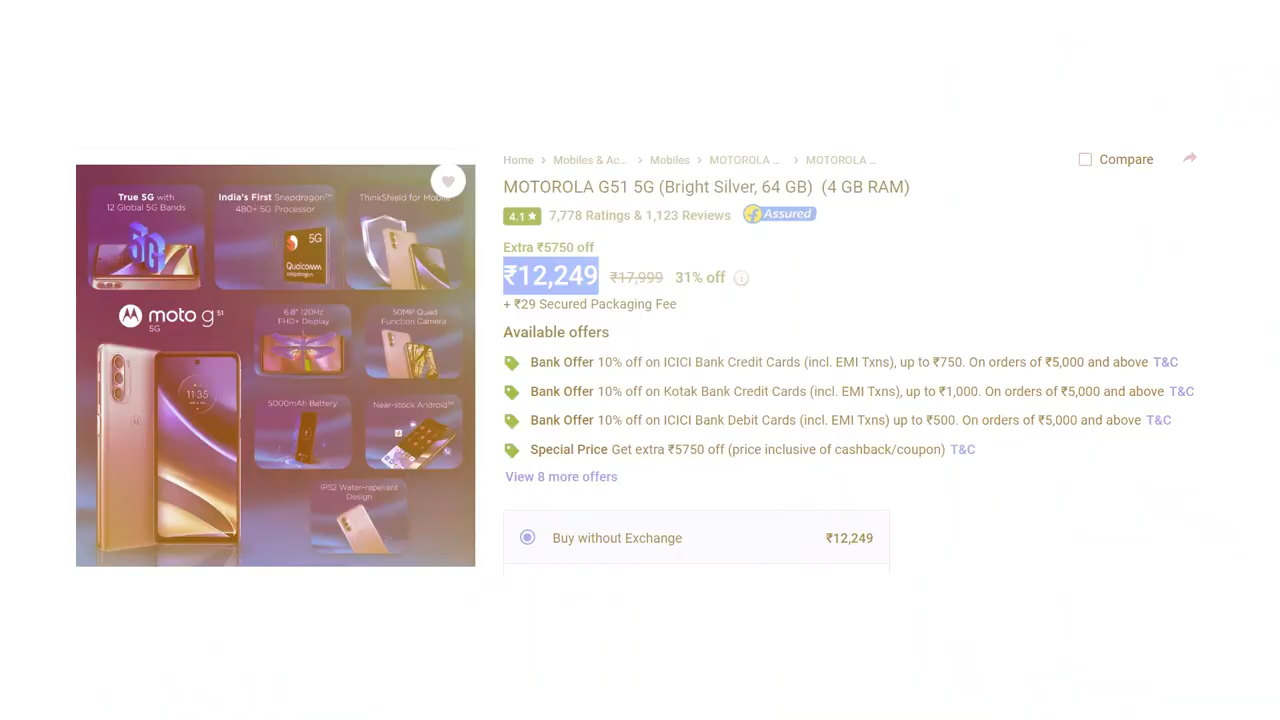 True 5G with
12 Global 5G Bands
India's First Snapdragon™
480+ 5G Processor
5G
Qualcomm
snapdragon
ThinkShield for Mobile
5G
moto g51
5G
6.8" 120Hz
FHD+ Display
50MP Quad
Function Camera
11:35
5000mAh Battery
Near-stock Android™
IP52 Water-repellent
Design
Home > Mobiles & Ac... > Mobiles > MOTOROLA ... > MOTOROLA ...
Compare
MOTOROLA G51 5G (Bright Silver, 64 GB) (4 GB RAM)
4.1★ 7,778 Ratings & 1,123 Reviews f Assured
Extra ₹5750 off
₹12,249 ₹17,999 31% off i
+ ₹29 Secured Packaging Fee
Available offers
Bank Offer 10% off on ICICI Bank Credit Cards (incl. EMI Txns), up to ₹750. On orders of ₹5,000 and above T&C
Bank Offer 10% off on Kotak Bank Credit Cards (incl. EMI Txns), up to ₹1,000. On orders of ₹5,000 and above T&C
Bank Offer 10% off on ICICI Bank Debit Cards (incl. EMI Txns) up to ₹500. On orders of ₹5,000 and above T&C
Special Price Get extra ₹5750 off (price inclusive of cashback/coupon) T&C
View 8 more offers
Buy without Exchange ₹12,249